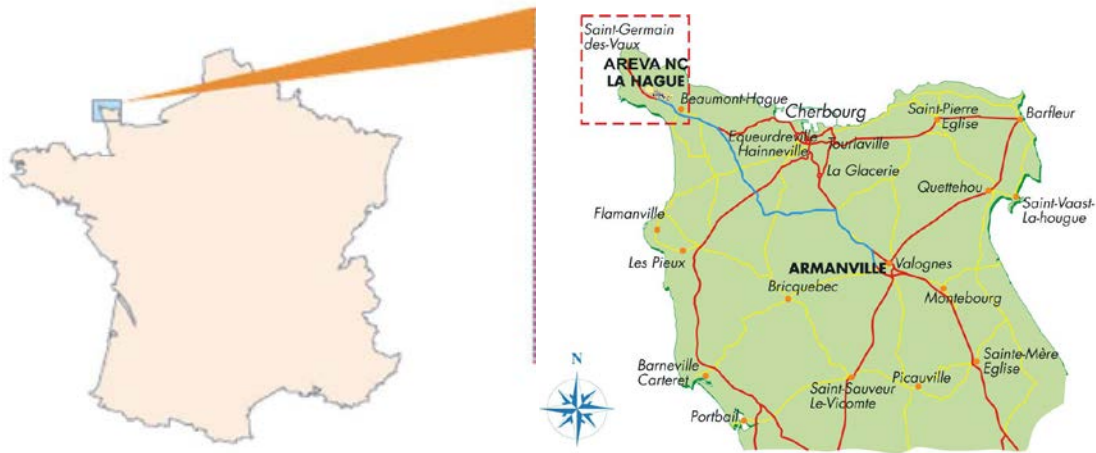 Saint-Germain
des-Vaux
AREVA NC
LA HAGUE
Beaumont-Hague
Cherbourg
Saint-Pierre
Eglise
Barfleur
Equeurdreville
Hainneville
Tourlaville
La Glacerie
Quettehou
Saint-Vaast-
La-hougue
Flamanville
Les Pieux
ARMANVILLE
Valognes
Bricquebec
Montebourg
Barneville
Carteret
Sainte-Mère
Eglise
Picauville
Saint-Sauveur
Le-Vicomte
Portbail
N